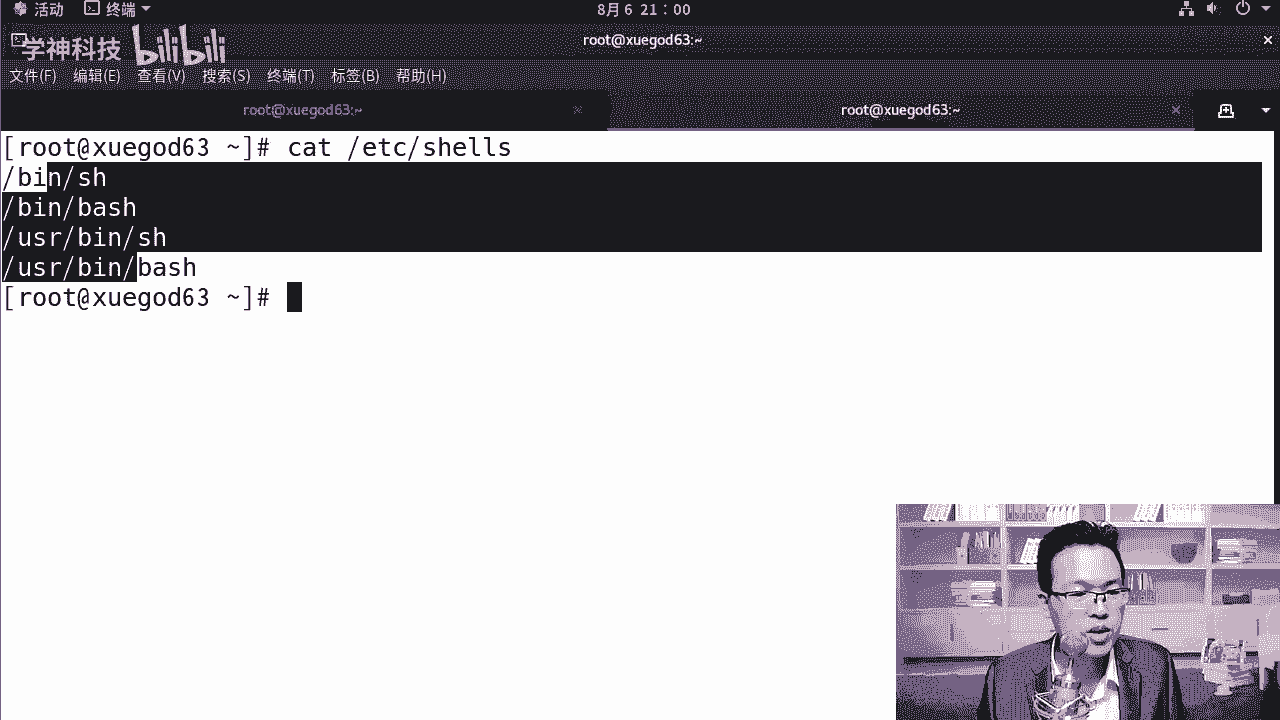 活动 终端 8月 6 21：00
学神科技 bilibili root@xuegod63:~
文件(F) 编辑(E) 查看(V) 搜索(S) 终端(T) 标签(B) 帮助(H)
root@xuegod63:~ root@xuegod63:~
[root@xuegod63 ~]# cat /etc/shells
/bin/sh
/bin/bash
/usr/bin/sh
/usr/bin/bash
[root@xuegod63 ~]#